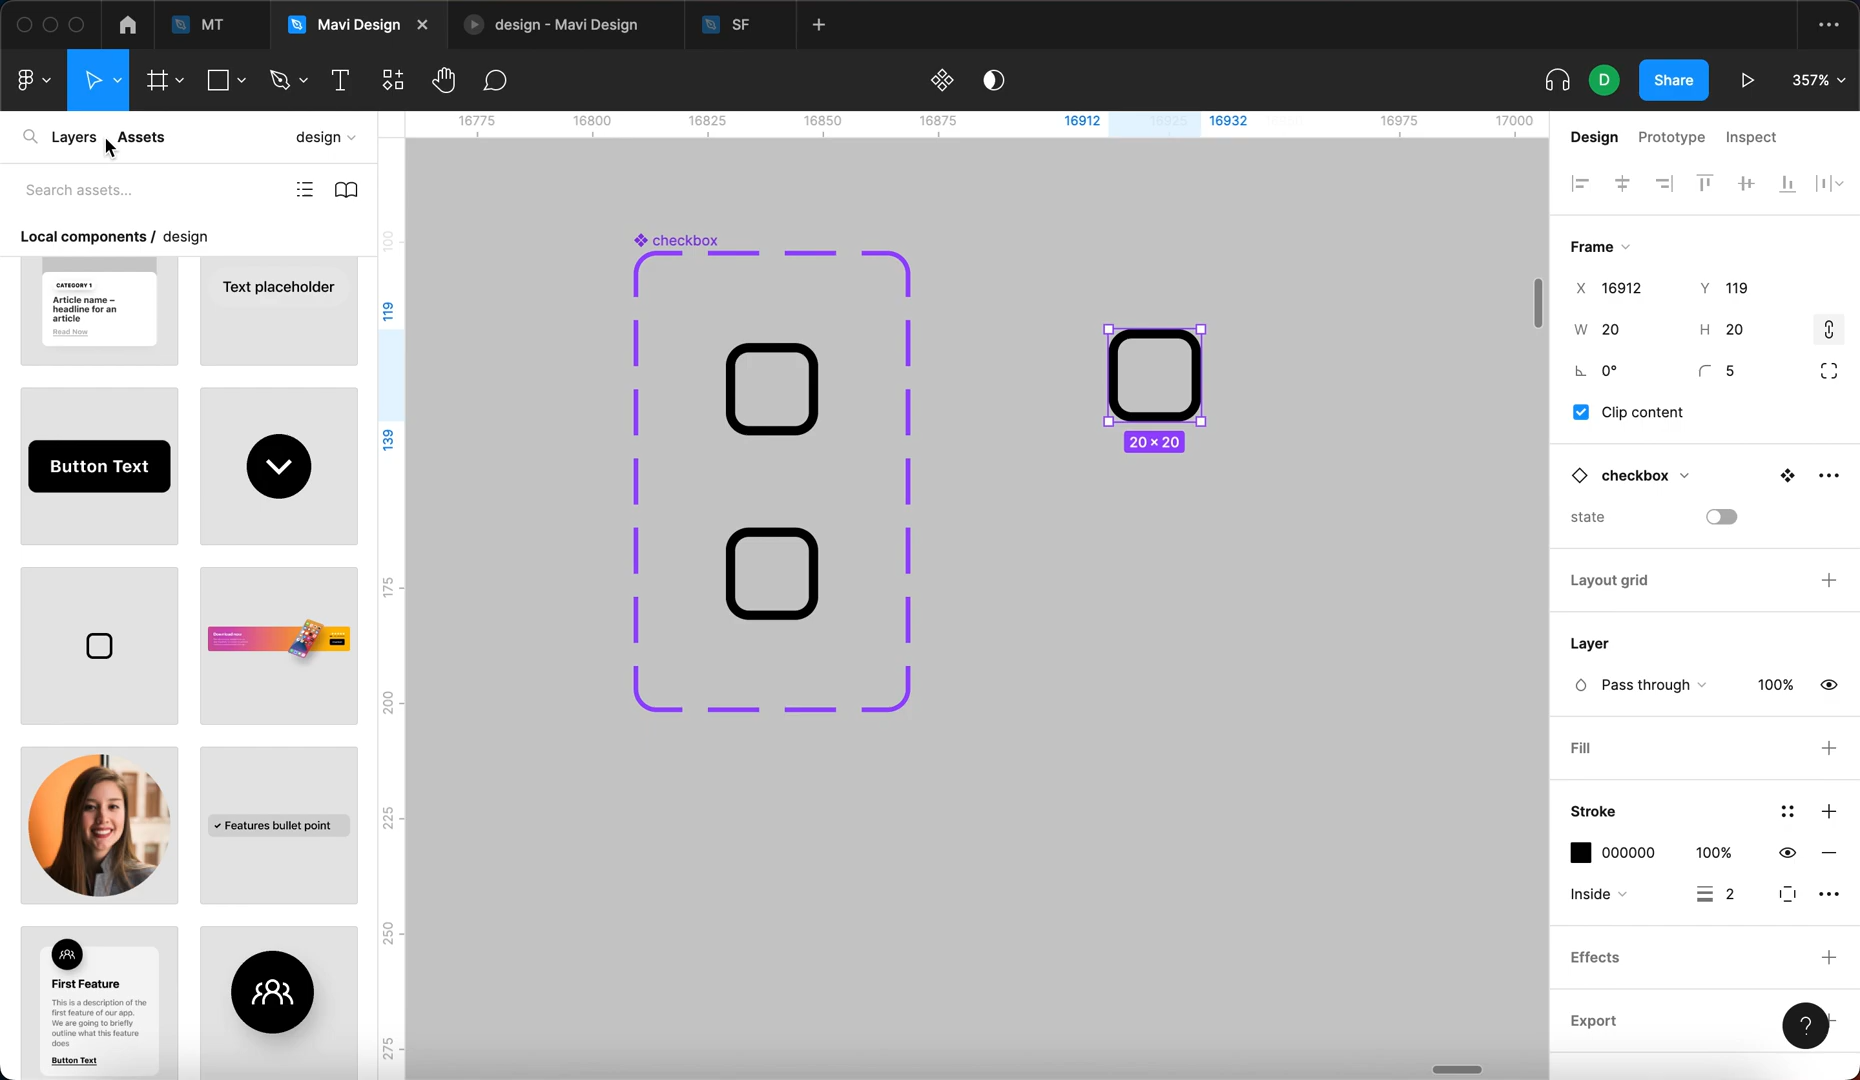 MT
Mavi Design
design - Mavi Design
SF
D
Share
357%
Layers
Assets
design
Search assets...
Local components / design
CATEGORY 1
Article name –
headline for an
article
Read Now
Text placeholder
Button Text
Features bullet point
First Feature
This is a description of the
first feature of our app.
We are going to briefly
outline what this feature
does
Button Text
16775
16800
16825
16850
16875
16912
16925
16932
16975
17000
100
119
139
175
200
225
250
275
checkbox
20 × 20
Design
Prototype
Inspect
Frame
X 16912
Y 119
W 20
H 20
0°
5
Clip content
checkbox
state
Layout grid
Layer
Pass through
100%
Fill
Stroke
000000
100%
Inside
2
Effects
Export
?